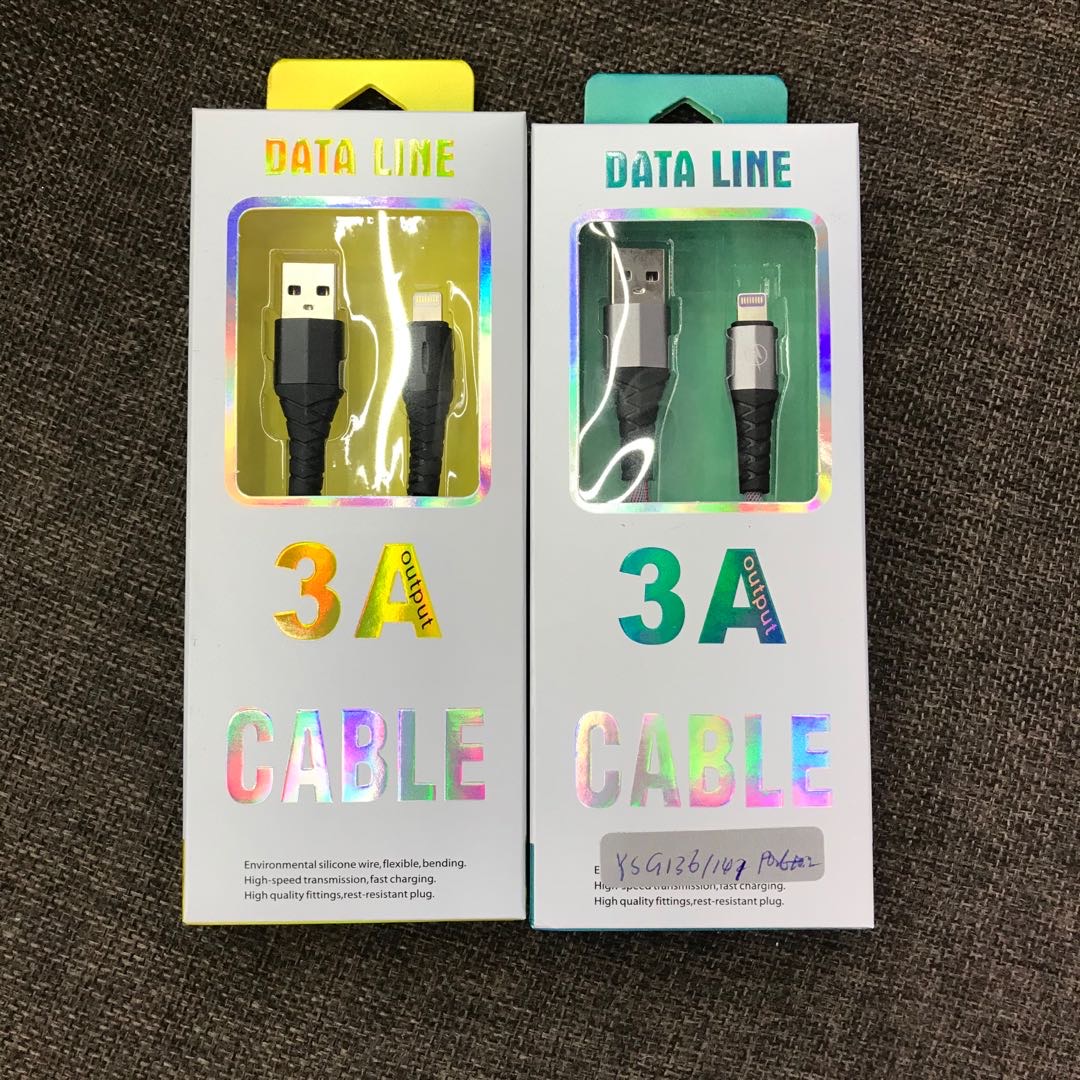 DATA LINE
3A
output
CABLE
Environmental silicone wire, flexible, bending.
High-speed transmission, fast charging.
High quality fittings,rest-resistant plug.
DATA LINE
3A
output
CABLE
E
High-speed transmission, fast charging.
High quality fittings,rest-resistant plug.